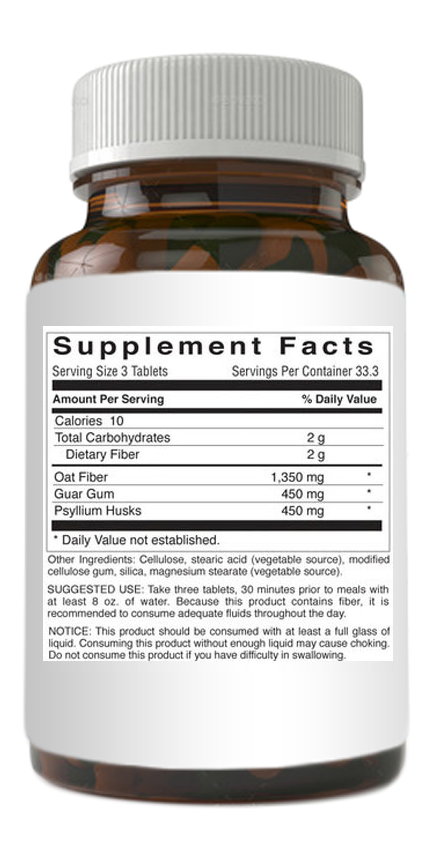 Supplement Facts
Serving Size 3 Tablets Servings Per Container 33.3
Amount Per Serving % Daily Value
Calories 10
Total Carbohydrates 2 g
Dietary Fiber 2 g
Oat Fiber 1,350 mg *
Guar Gum 450 mg *
Psyllium Husks 450 mg *
* Daily Value not established.
Other Ingredients: Cellulose, stearic acid (vegetable source), modified
cellulose gum, silica, magnesium stearate (vegetable source).
SUGGESTED USE: Take three tablets, 30 minutes prior to meals with
at least 8 oz. of water. Because this product contains fiber, it is
recommended to consume adequate fluids throughout the day.
NOTICE: This product should be consumed with at least a full glass of
liquid. Consuming this product without enough liquid may cause choking.
Do not consume this product if you have difficulty in swallowing.